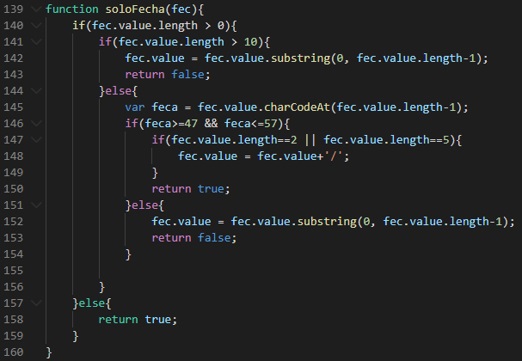 139 function soloFecha(fec){
140     if(fec.value.length > 0){
141         if(fec.value.length > 10){
142             fec.value = fec.value.substring(0, fec.value.length-1);
143             return false;
144         }else{
145             var feca = fec.value.charCodeAt(fec.value.length-1);
146             if(feca>=47 && feca<=57){
147                 if(fec.value.length==2 || fec.value.length==5){
148                     fec.value = fec.value+'/';
149                 }
150                 return true;
151             }else{
152                 fec.value = fec.value.substring(0, fec.value.length-1);
153                 return false;
154             }
155
156         }
157     }else{
158         return true;
159     }
160 }